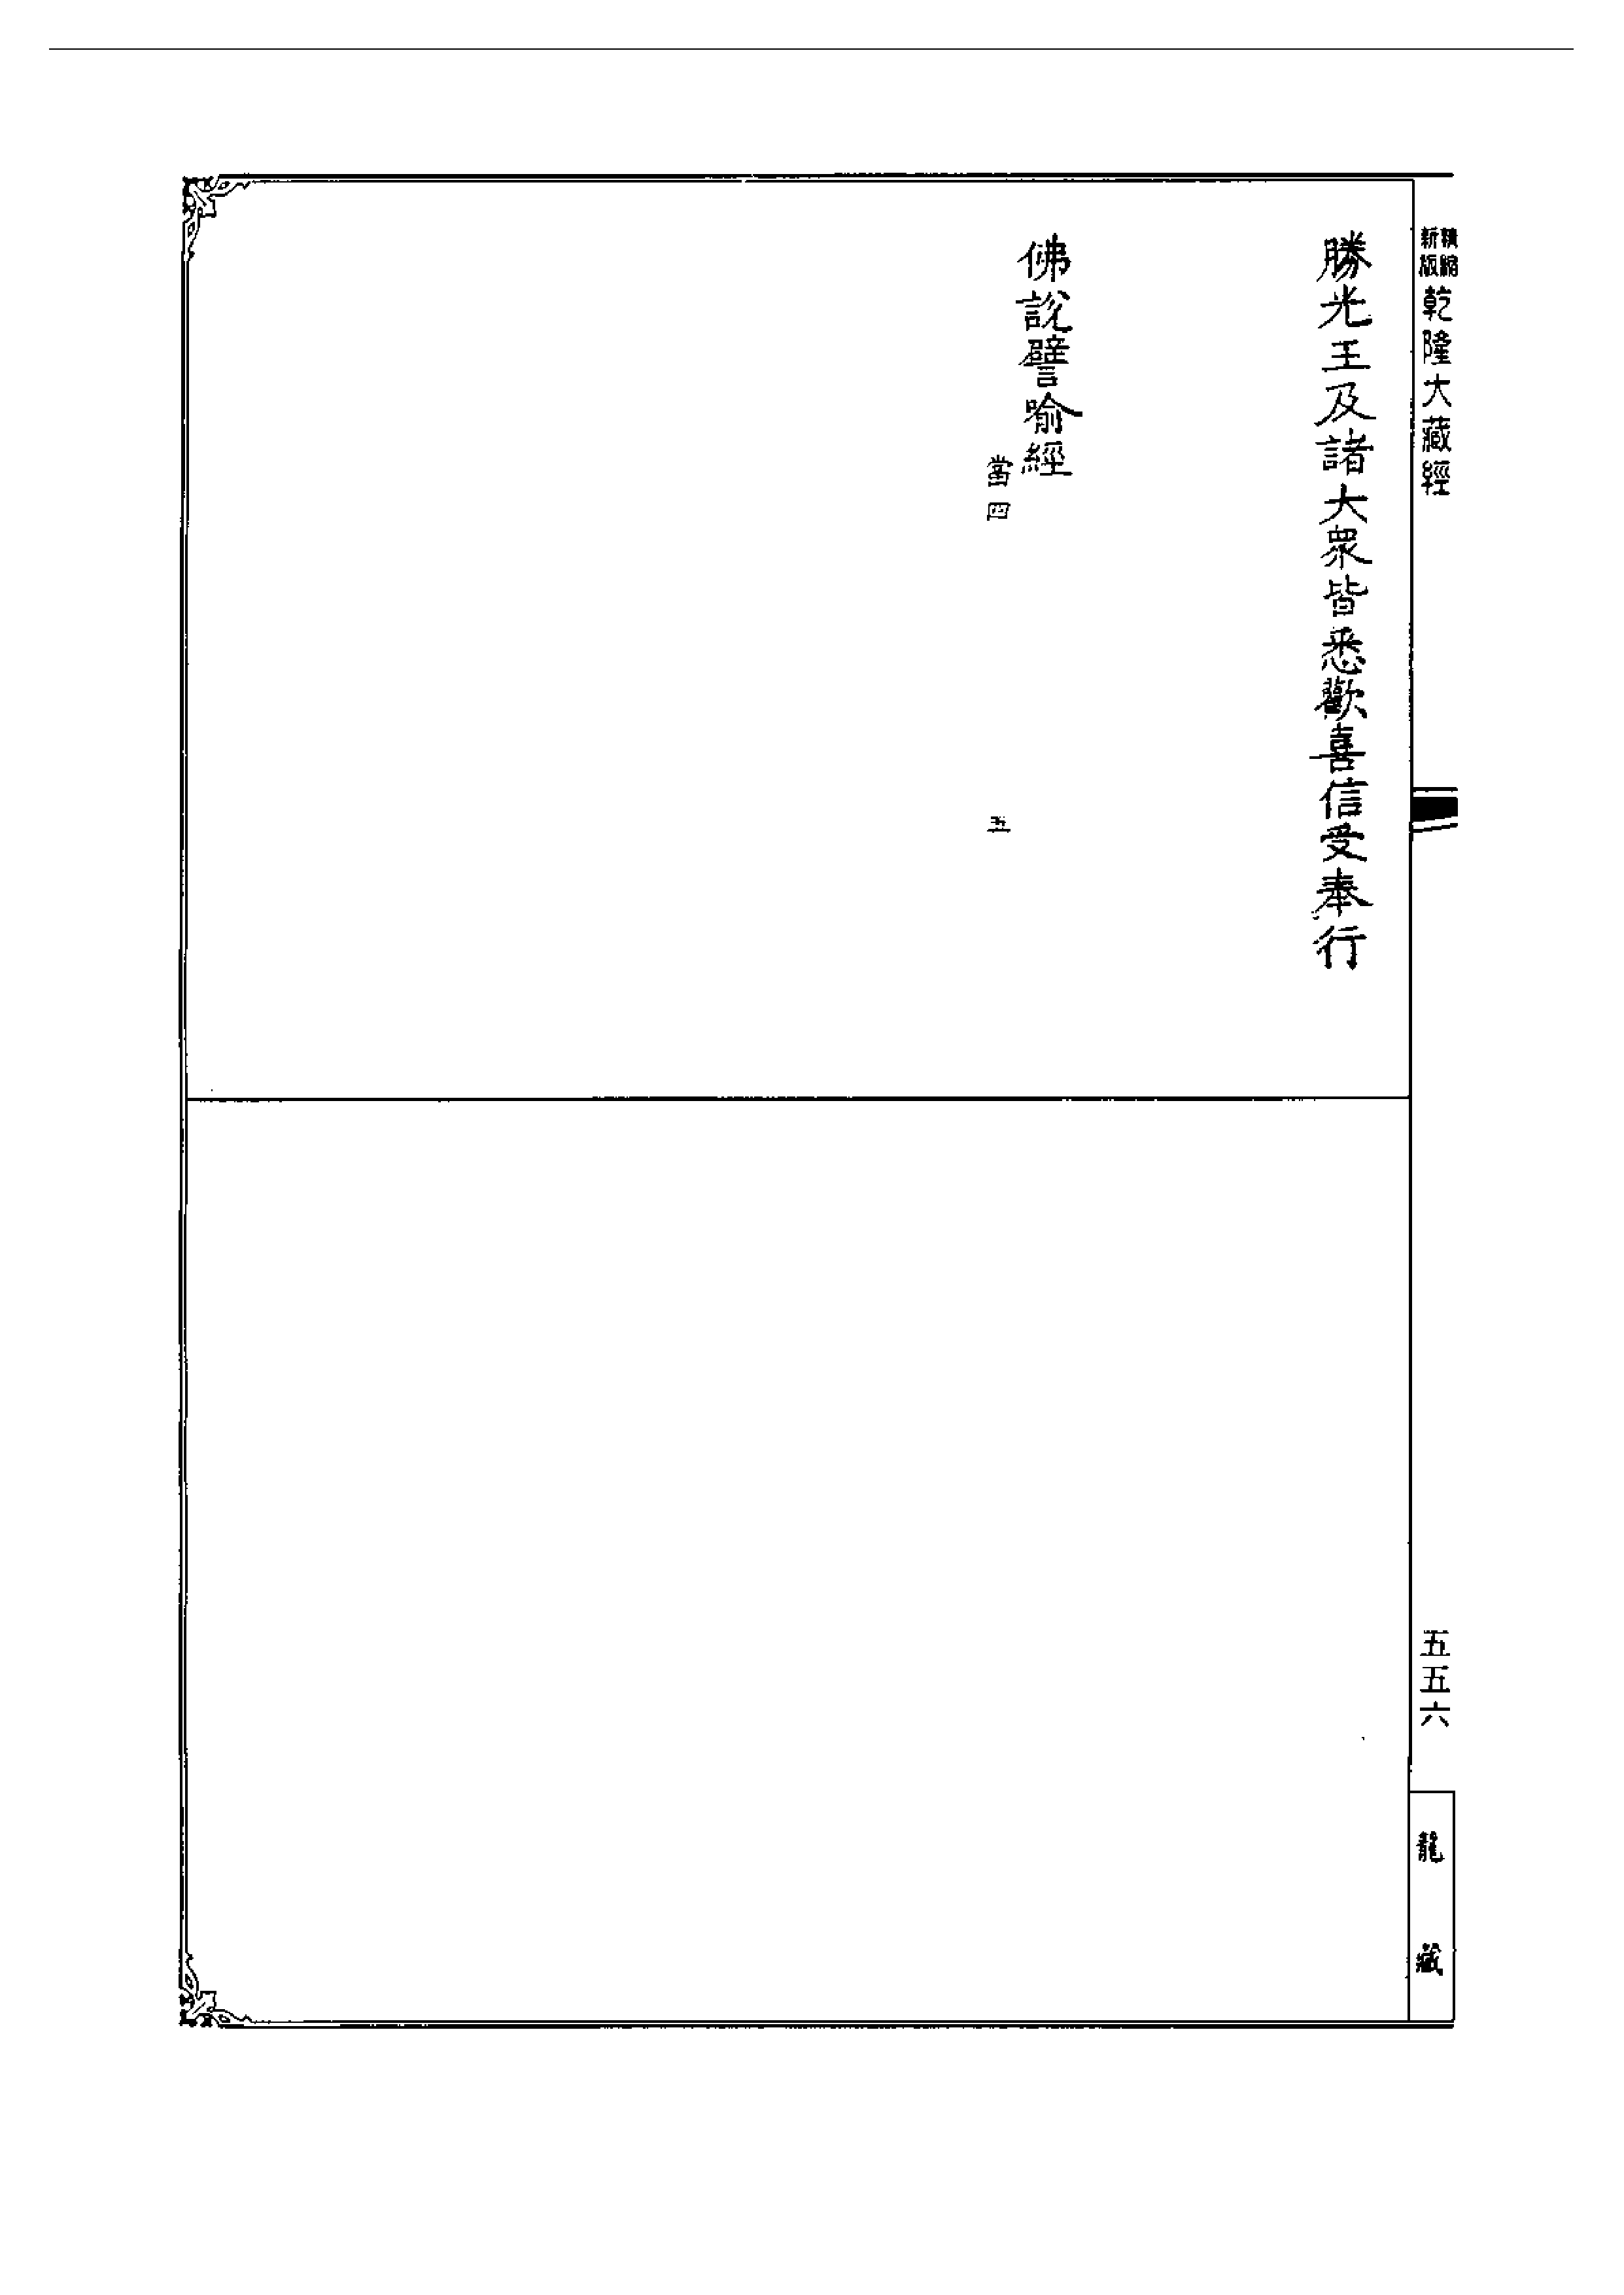 精縮新版
乾隆大藏經
五五六
龍藏
勝光王及諸大衆皆悉歡喜信受奉行
佛說譬喻經
當四
五